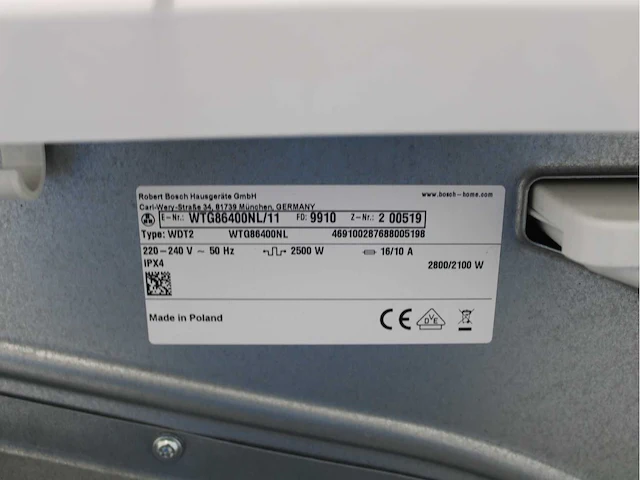 Robert Bosch Hausgeräte GmbH www.bosch-home.com
Carl-Wery-Straße 34, 81739 München, GERMANY
E-Nr.: WTG86400NL/11 FD: 9910 Z-Nr.: 2 00519
Type: WDT2 WTG86400NL 469100287688005198
220-240 V ~ 50 Hz 2500 W 16/10 A
IPX4 2800/2100 W
Made in Poland CE DVE